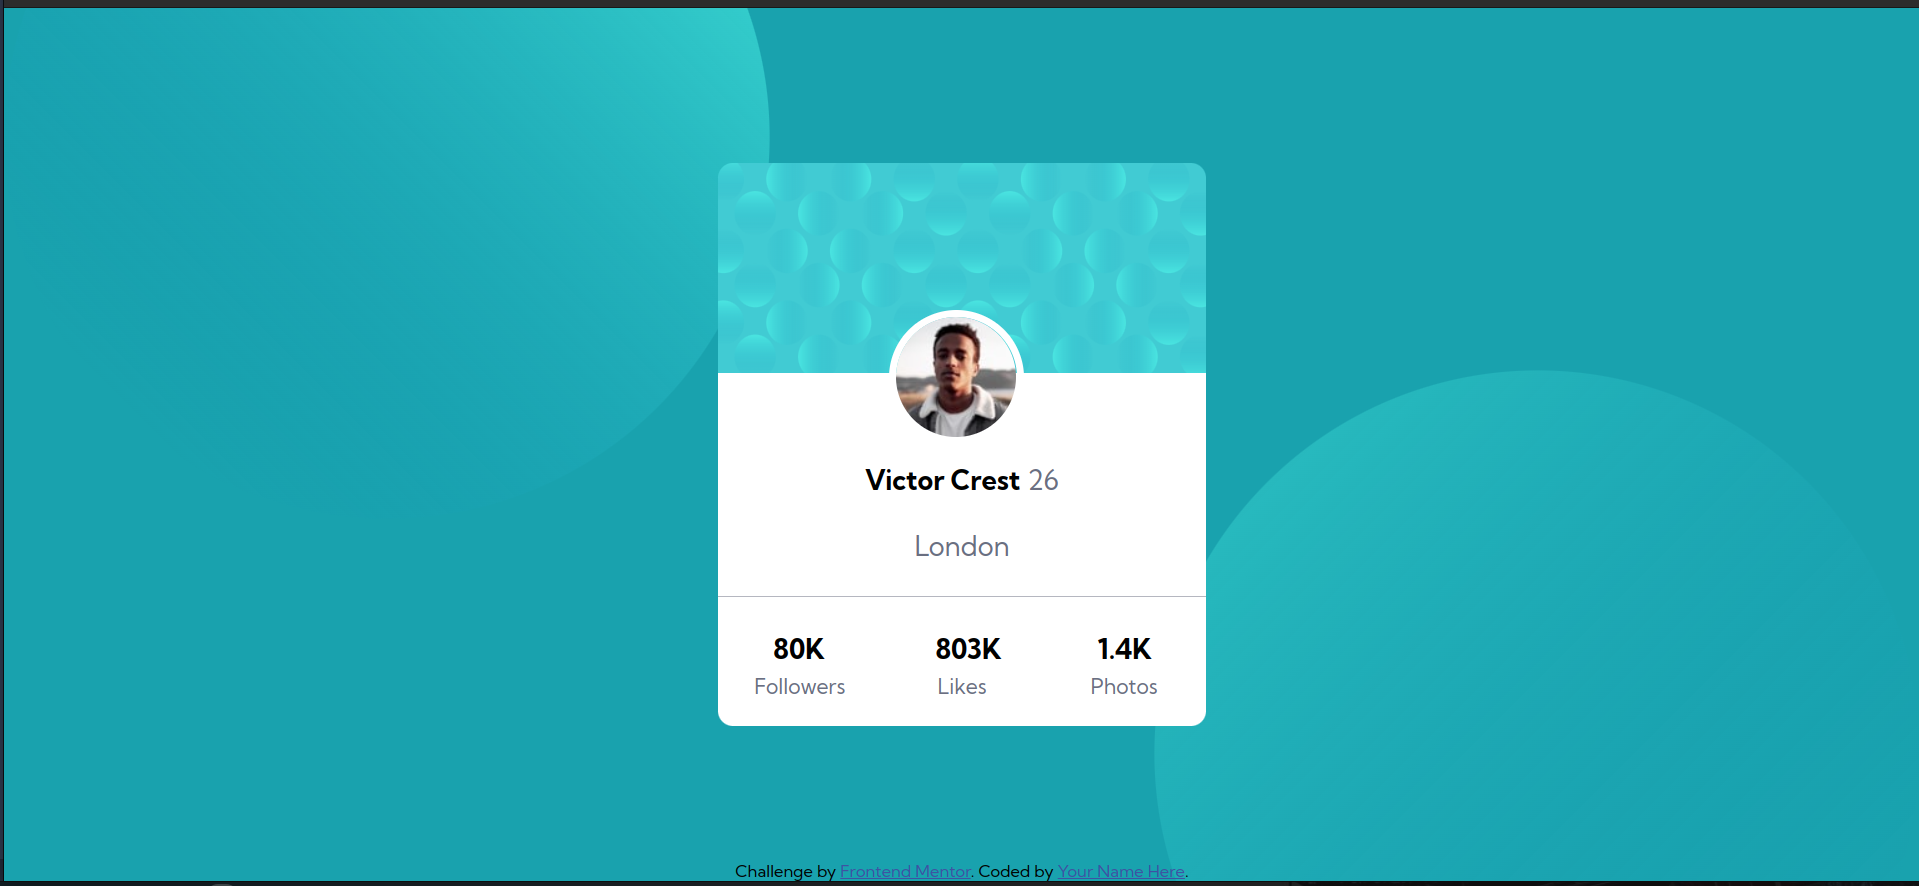 Victor Crest 26
London
80K 803K 1.4K
Followers Likes Photos
Challenge by Frontend Mentor. Coded by Your Name Here.